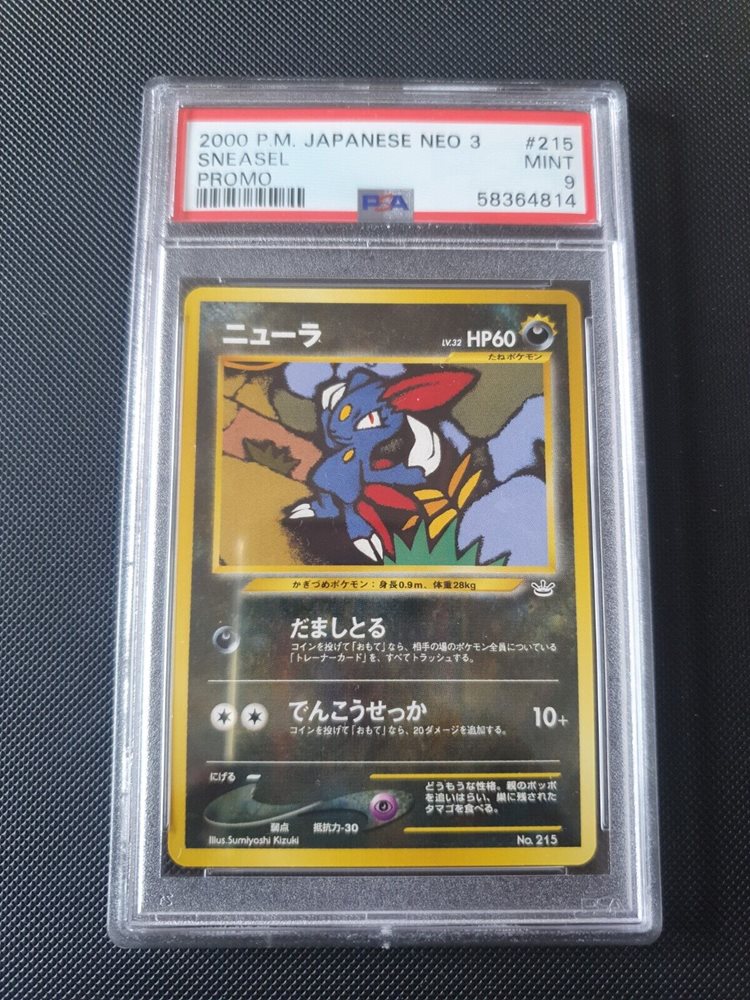 2000 P.M. JAPANESE NEO 3 #215
SNEASEL MINT
PROMO 9
PSA 58364814
ニューラ LV.32 HP60
たねポケモン
かぎづめポケモン：身長0.9m、体重28kg
だましとる
コインを投げて「おもて」なら、相手の場のポケモン全員についている
「トレーナーカード」を、すべてトラッシュする。
でんこうせっか 10+
コインを投げて「おもて」なら、20ダメージを追加する。
にげる
どうもうな性格。親のポッポ
を追いはらい、巣に残された
タマゴを食べる。
弱点 抵抗力-30
Illus.Sumiyoshi Kizuki No.215